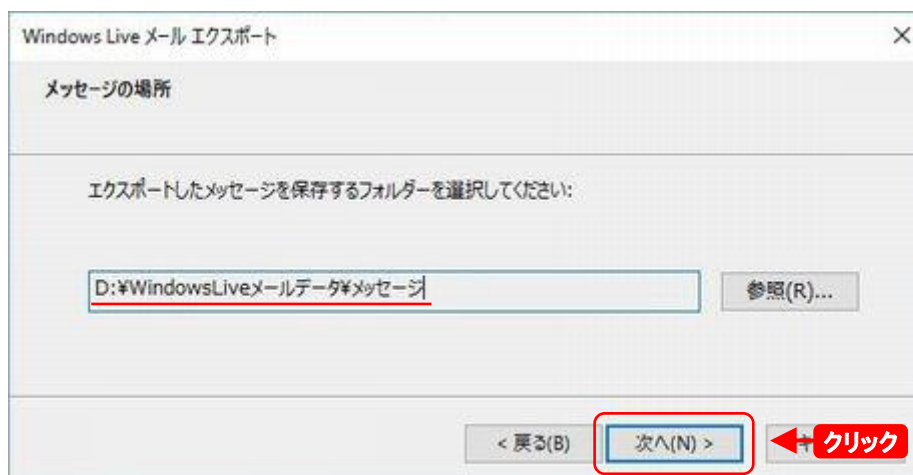 Windows Live メール エクスポート
メッセージの場所
エクスポートしたメッセージを保存するフォルダーを選択してください:
D:¥WindowsLiveメールデータ¥メッセージ
参照(R)...
< 戻る(B)
次へ(N) >
クリック